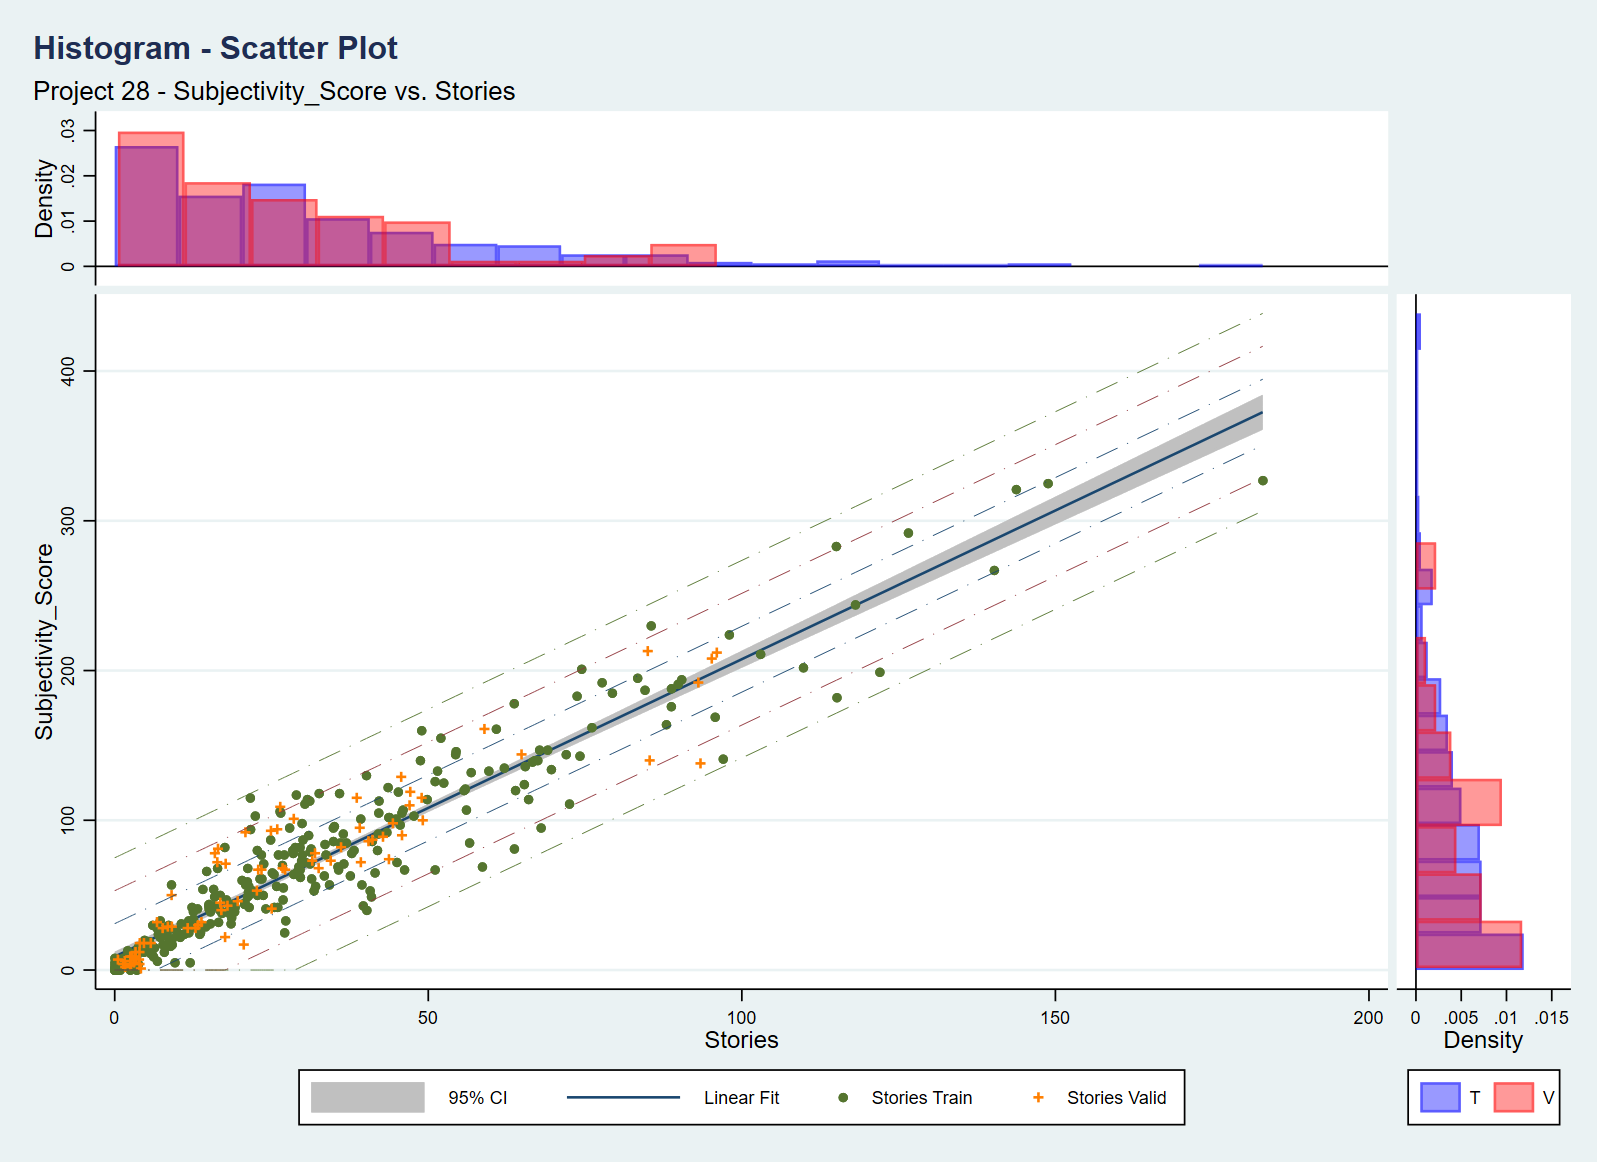 Histogram - Scatter Plot
Project 28 - Subjectivity_Score vs. Stories
Density
.03
.02
.01
0
Subjectivity_Score
400
300
200
100
0
0 50 100 150 200
Stories
0 .005 .01 .015
Density
95% CI Linear Fit Stories Train Stories Valid
T V